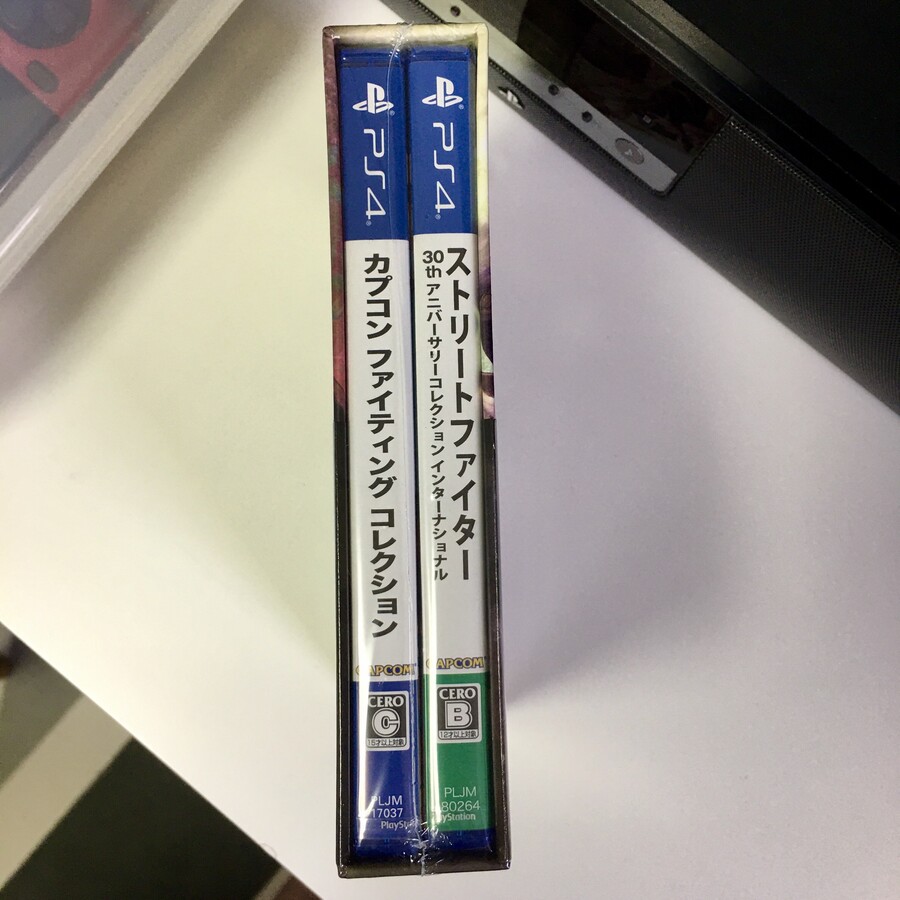 PS4
カプコン ファイティング コレクション
CAPCOM
CERO
C
15才以上対象
PLJM
17037
PlaySt
PS4
ストリートファイター
30th アニバーサリーコレクション インターナショナル
CAPCOM
CERO
B
12才以上対象
PLJM
80264
yStation